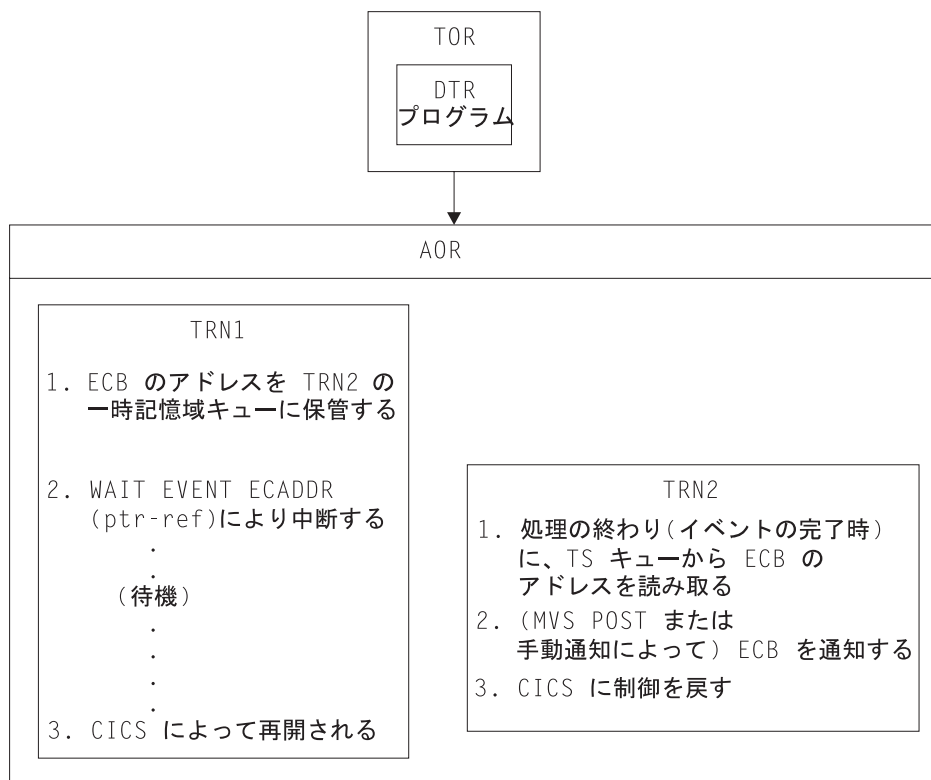 TOR
DTR
プログラム
AOR
TRN1
1. ECB のアドレスを TRN2 の
一時記憶域キューに保管する
2. WAIT EVENT ECADDR
(ptr-ref)により中断する
.
.
(待機)
.
.
.
.
3. CICS によって再開される
TRN2
1. 処理の終わり(イベントの完了時)
に、TS キューから ECB の
アドレスを読み取る
2. (MVS POST または
手動通知によって) ECB を通知する
3. CICS に制御を戻す